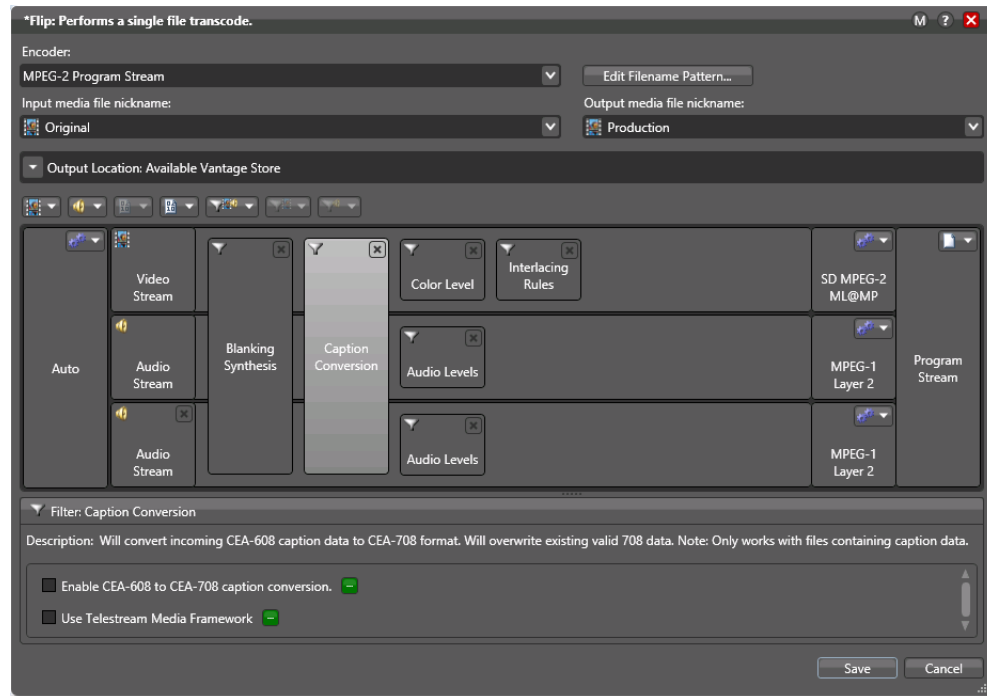 *Flip: Performs a single file transcode.
M ?
Encoder:
MPEG-2 Program Stream
Edit Filename Pattern...
Input media file nickname:
Output media file nickname:
Original
Production
Output Location: Available Vantage Store
Video
Stream
Color Level
Interlacing
Rules
SD MPEG-2
ML@MP
Auto
Audio
Stream
Blanking
Synthesis
Caption
Conversion
Audio Levels
MPEG-1
Layer 2
Program
Stream
Audio
Stream
Audio Levels
MPEG-1
Layer 2
Filter: Caption Conversion
Description: Will convert incoming CEA-608 caption data to CEA-708 format. Will overwrite existing valid 708 data. Note: Only works with files containing caption data.
Enable CEA-608 to CEA-708 caption conversion.
Use Telestream Media Framework
Save
Cancel